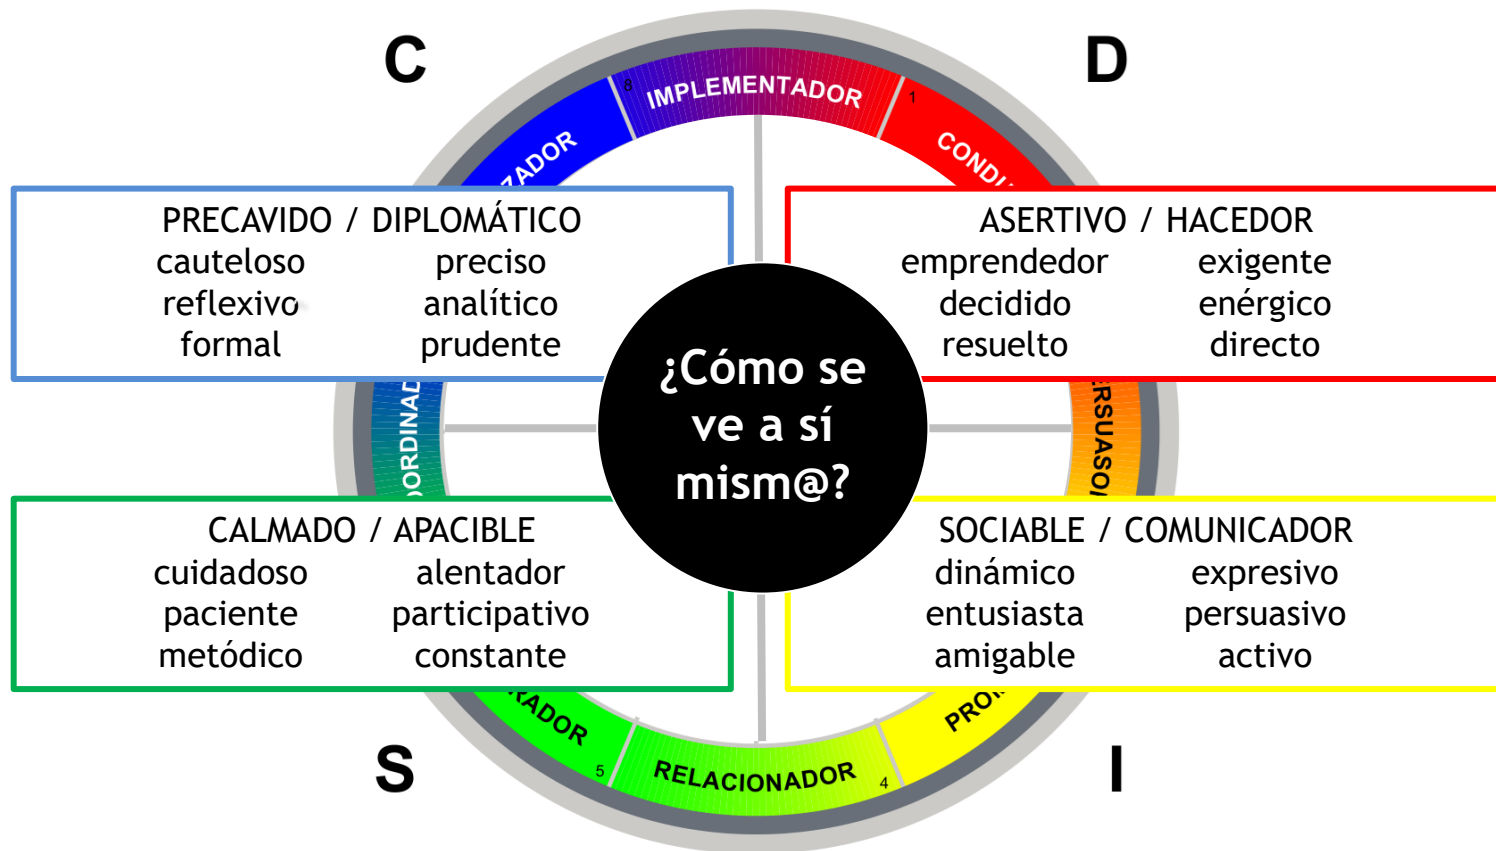 C
D
8
IMPLEMENTADOR
1
PRECAVIDO / DIPLOMÁTICO
cauteloso preciso
reflexivo analítico
formal prudente
ASERTIVO / HACEDOR
emprendedor exigente
decidido enérgico
resuelto directo
¿Cómo se
ve a sí
mism@?
CALMADO / APACIBLE
cuidadoso alentador
paciente participativo
metódico constante
SOCIABLE / COMUNICADOR
dinámico expresivo
entusiasta persuasivo
amigable activo
S
5
RELACIONADOR
4
I